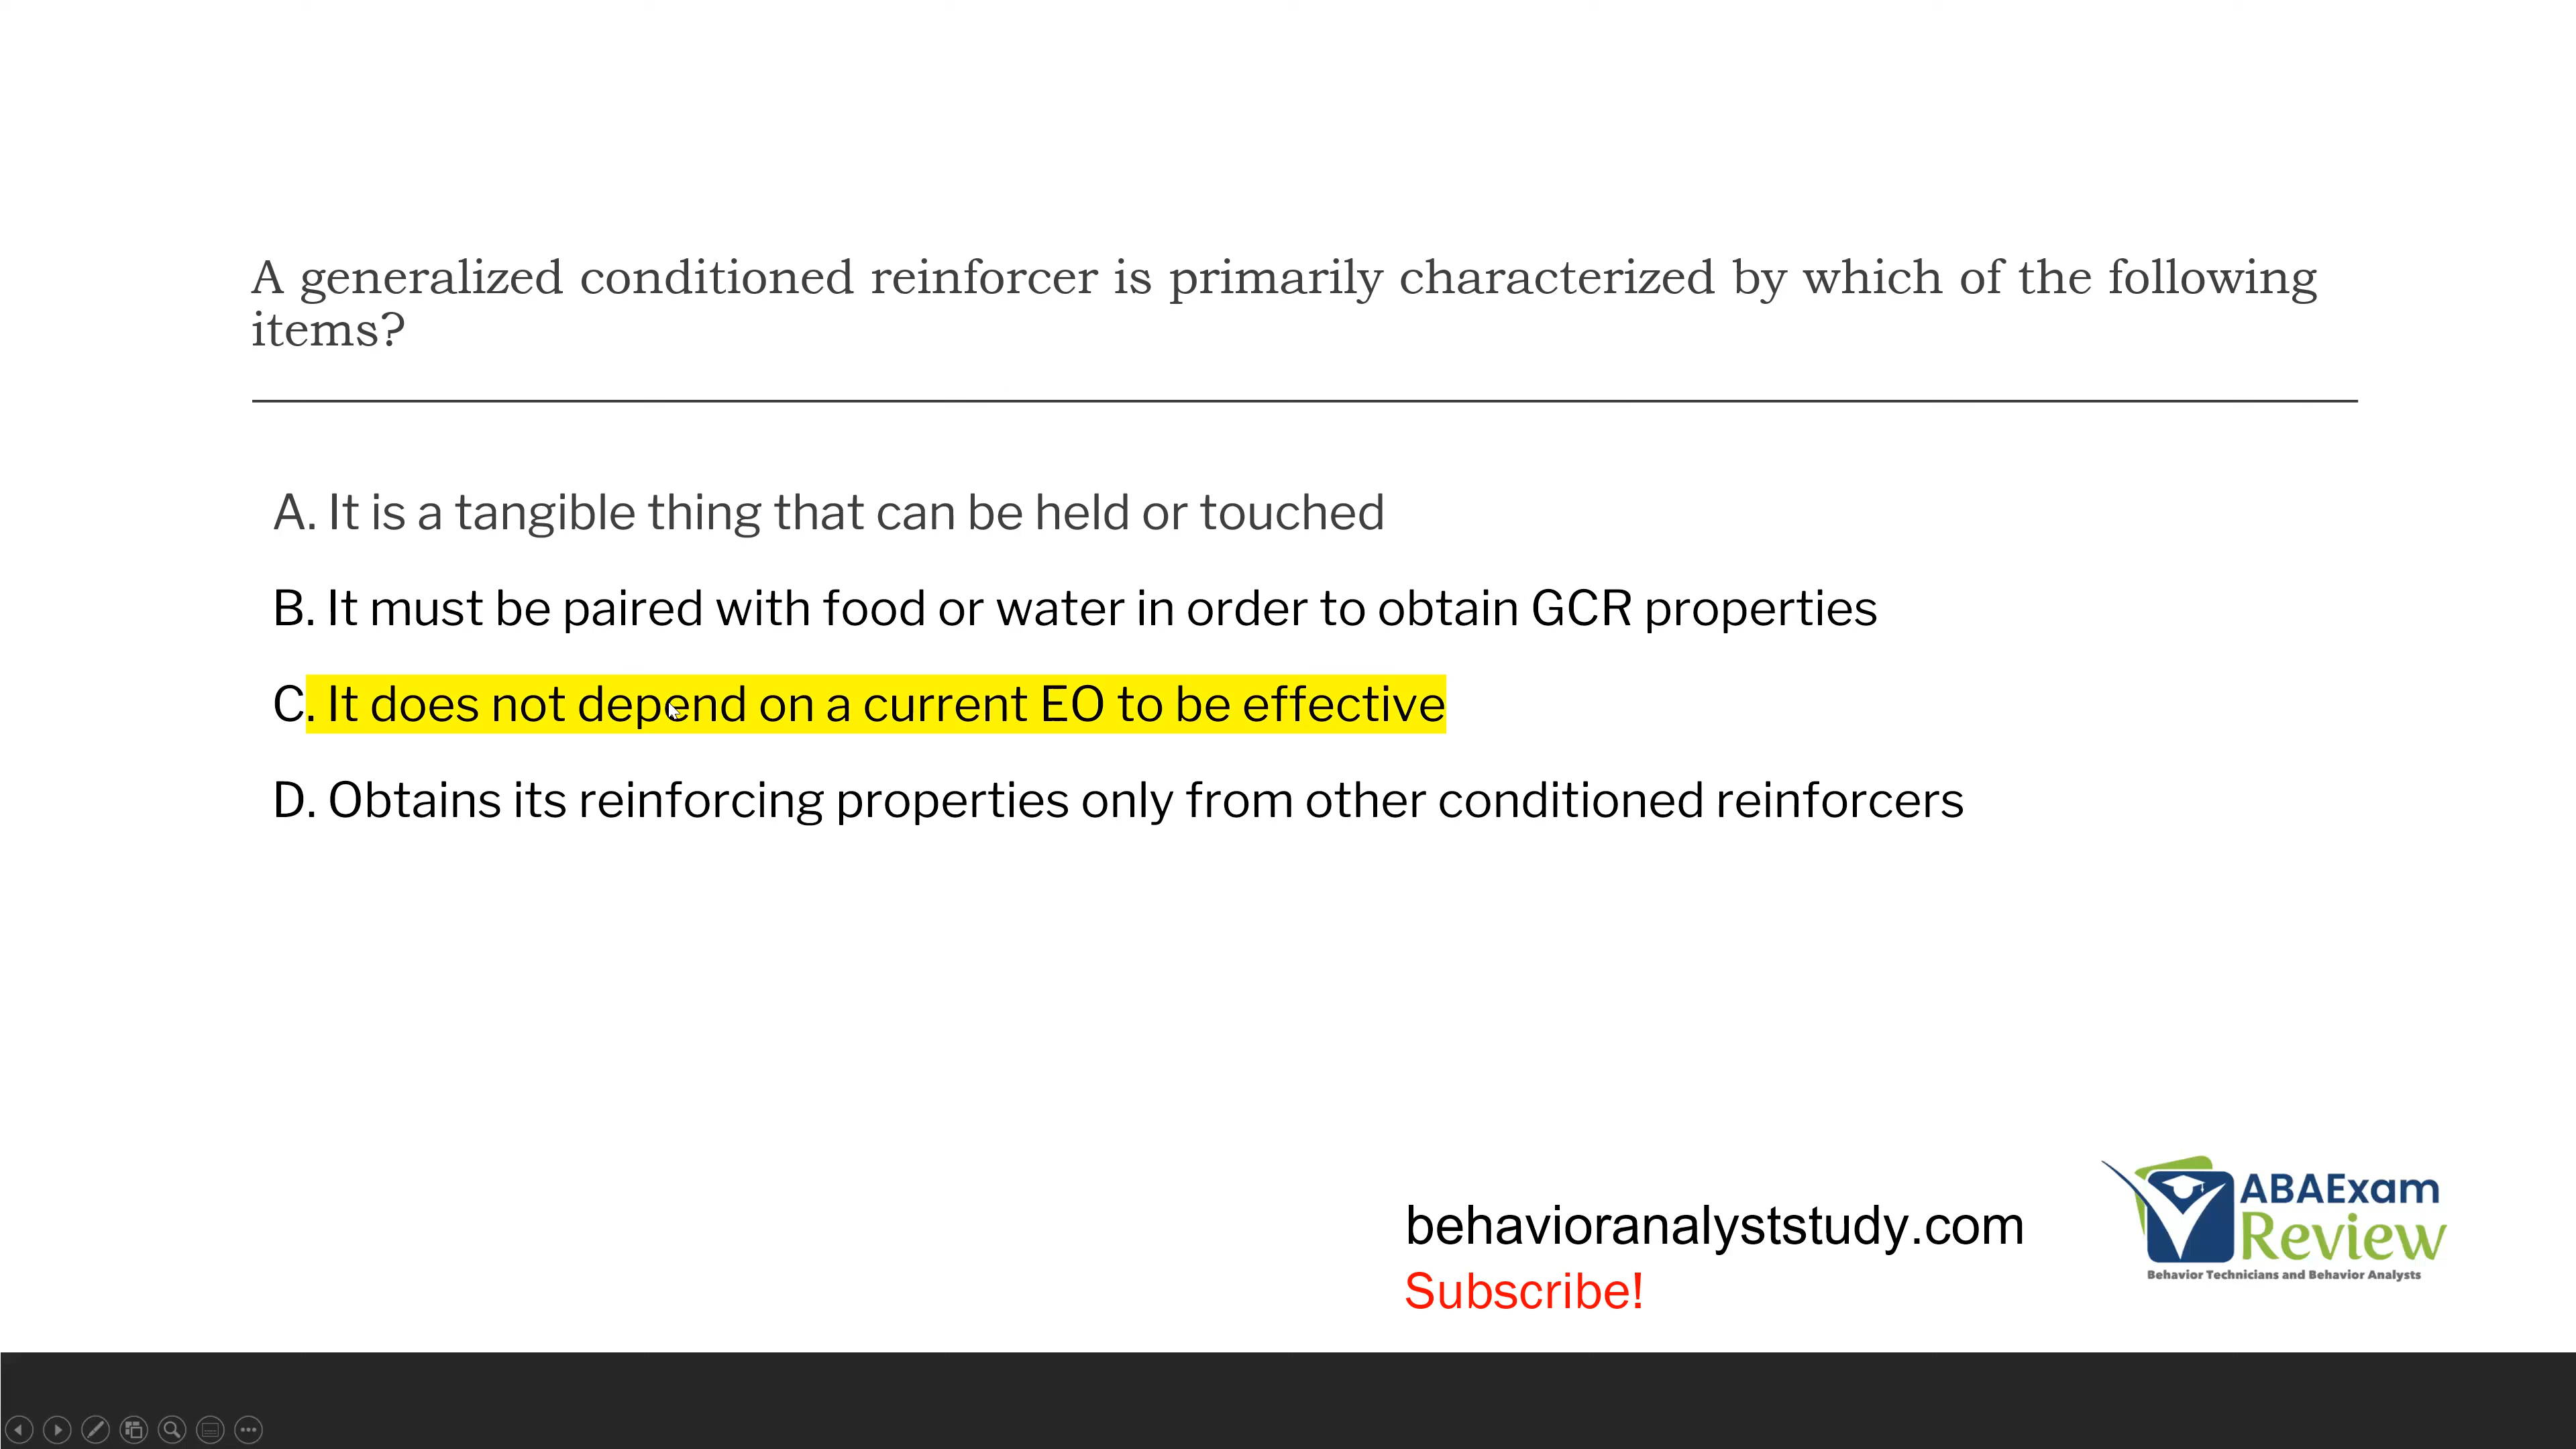 A generalized conditioned reinforcer is primarily characterized by which of the following
items?
A. It is a tangible thing that can be held or touched
B. It must be paired with food or water in order to obtain GCR properties
C. It does not depend on a current EO to be effective
D. Obtains its reinforcing properties only from other conditioned reinforcers
behavioranalyststudy.com
Subscribe!
ABAExam
Review
Behavior Technicians and Behavior Analysts